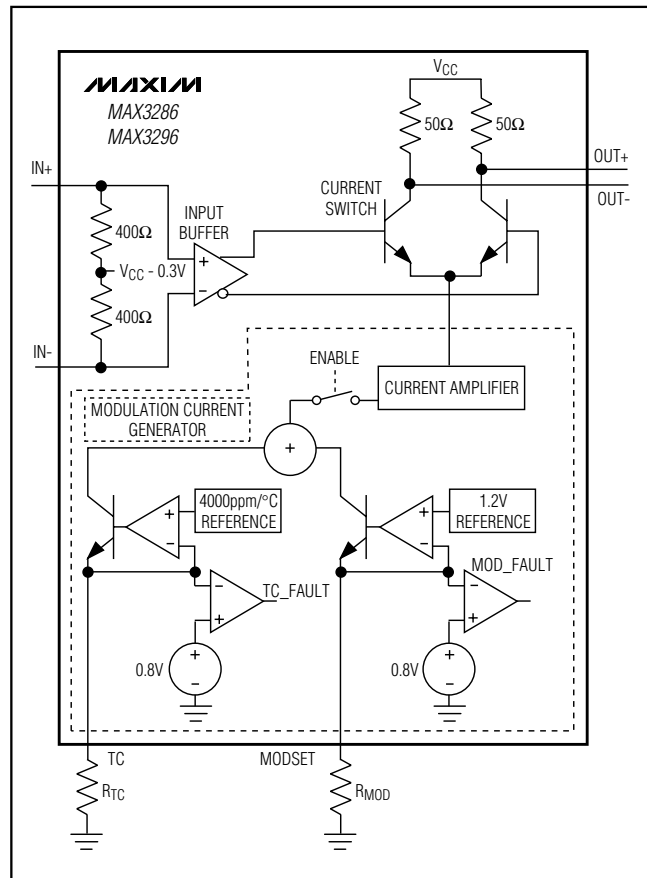 VCC
MAXIM
MAX3286
MAX3296
50Ω
50Ω
IN+
OUT+
OUT-
CURRENT
SWITCH
INPUT
BUFFER
400Ω
+
VCC - 0.3V
400Ω
-
IN-
ENABLE
CURRENT AMPLIFIER
MODULATION CURRENT
GENERATOR
+
4000ppm/°C
REFERENCE
+
-
1.2V
REFERENCE
+
-
TC_FAULT
-
+
MOD_FAULT
-
+
0.8V
+
-
0.8V
+
-
TC
MODSET
RTC
RMOD